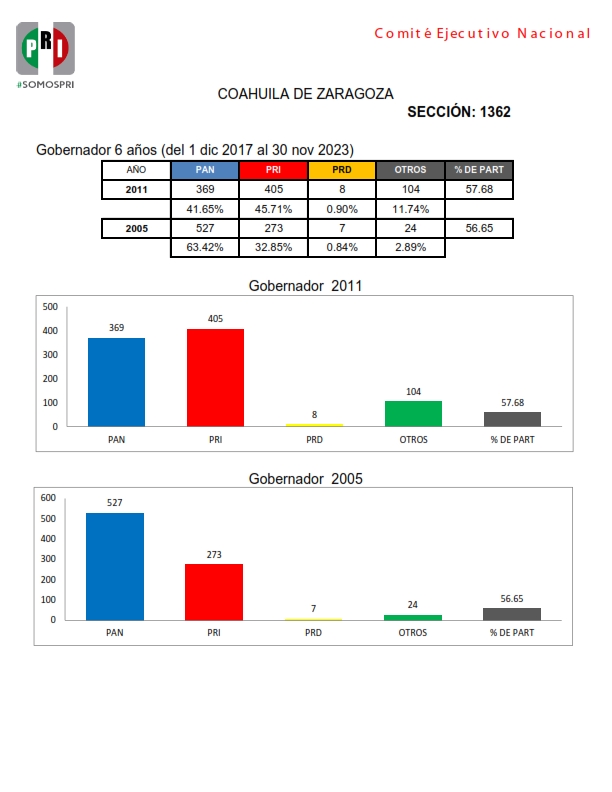 PRI
#SOMOSPRI
Comité Ejecutivo Nacional
COAHUILA DE ZARAGOZA
SECCIÓN: 1362
Gobernador 6 años (del 1 dic 2017 al 30 nov 2023)
AÑO PAN PRI PRD OTROS % DE PART
2011 369 405 8 104 57.68
41.65% 45.71% 0.90% 11.74%
2005 527 273 7 24 56.65
63.42% 32.85% 0.84% 2.89%
Gobernador 2011
500
400
300
200
100
0
369
405
8
104
57.68
PAN PRI PRD OTROS % DE PART
Gobernador 2005
600
500
400
300
200
100
0
527
273
7
24
56.65
PAN PRI PRD OTROS % DE PART